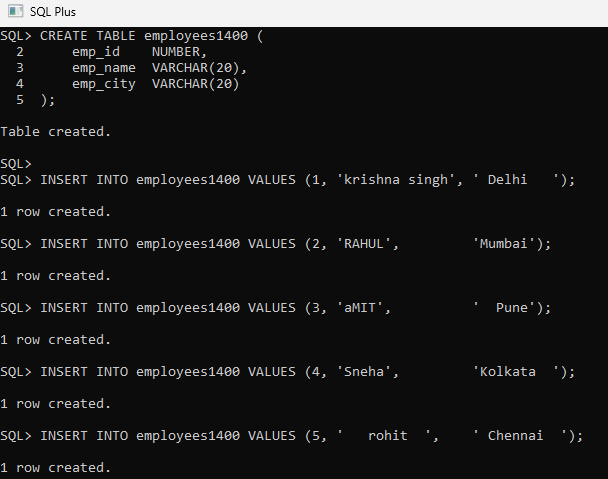 SQL Plus
SQL> CREATE TABLE employees1400 (
  2      emp_id    NUMBER,
  3      emp_name  VARCHAR(20),
  4      emp_city  VARCHAR(20)
  5  );
Table created.
SQL>
SQL> INSERT INTO employees1400 VALUES (1, 'krishna singh', ' Delhi   ');
1 row created.
SQL> INSERT INTO employees1400 VALUES (2, 'RAHUL',         'Mumbai');
1 row created.
SQL> INSERT INTO employees1400 VALUES (3, 'aMIT',          '  Pune');
1 row created.
SQL> INSERT INTO employees1400 VALUES (4, 'Sneha',         'Kolkata  ');
1 row created.
SQL> INSERT INTO employees1400 VALUES (5, '   rohit  ',    ' Chennai  ');
1 row created.